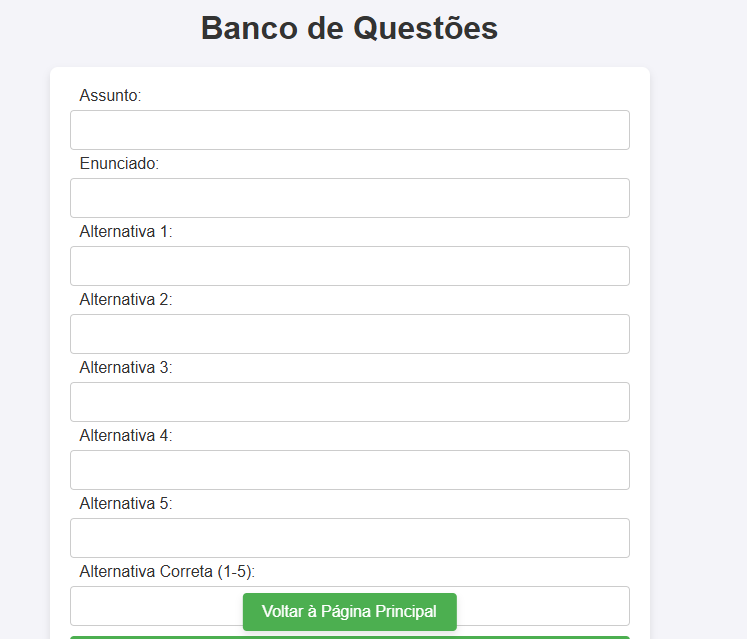 Banco de Questões
Assunto:
Enunciado:
Alternativa 1:
Alternativa 2:
Alternativa 3:
Alternativa 4:
Alternativa 5:
Alternativa Correta (1-5):
Voltar à Página Principal